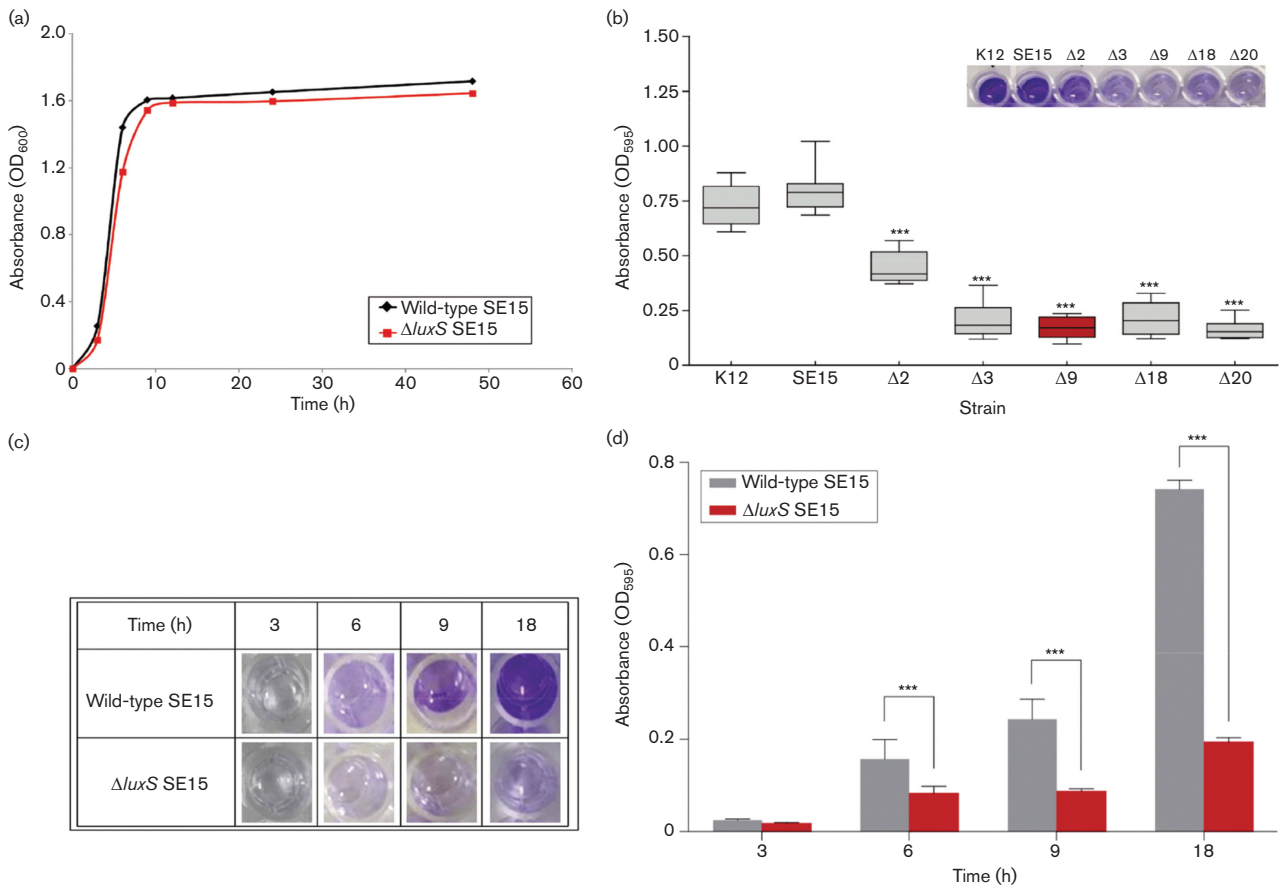 (a)
2.0
1.6
1.2
0.8
0.4
0
Absorbance (OD600)
0 10 20 30 40 50 60
Time (h)
Wild-type SE15
ΔluxS SE15
(b)
1.50
1.25
1.00
0.75
0.50
0.25
0
Absorbance (OD595)
K12 SE15 Δ2 Δ3 Δ9 Δ18 Δ20
***
***
***
***
***
K12 SE15 Δ2 Δ3 Δ9 Δ18 Δ20
Strain
(c)
Time (h) 3 6 9 18
Wild-type SE15
ΔluxS SE15
(d)
0.8
0.6
0.4
0.2
0
Absorbance (OD595)
Wild-type SE15
ΔluxS SE15
***
***
***
3 6 9 18
Time (h)